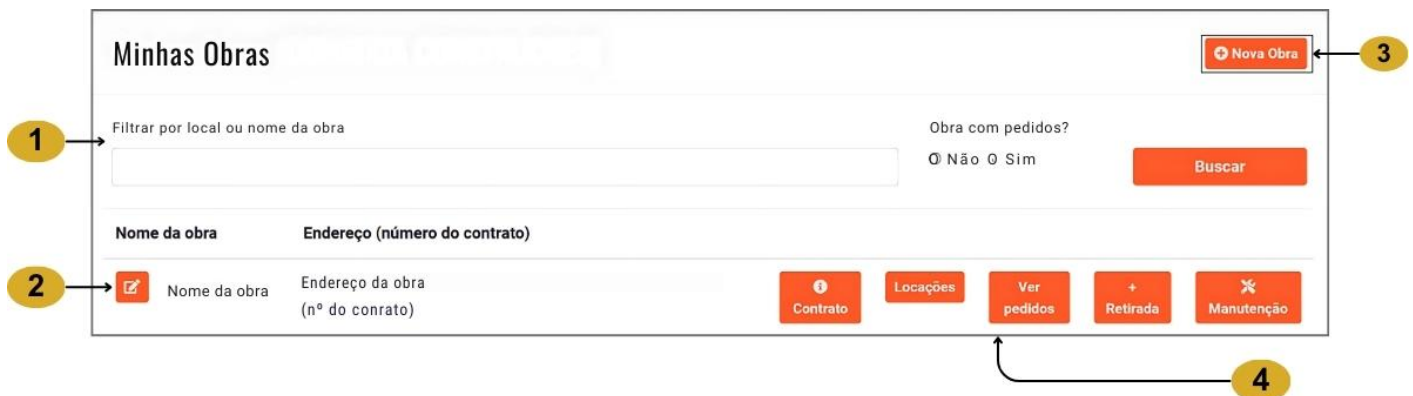 Minhas Obras
Nova Obra
3
1
Filtrar por local ou nome da obra
Obra com pedidos?
Não Sim
Buscar
Nome da obra Endereço (número do contrato)
2
Nome da obra
Endereço da obra
(nº do conrato)
Contrato
Locações
Ver
pedidos
+
Retirada
Manutenção
4